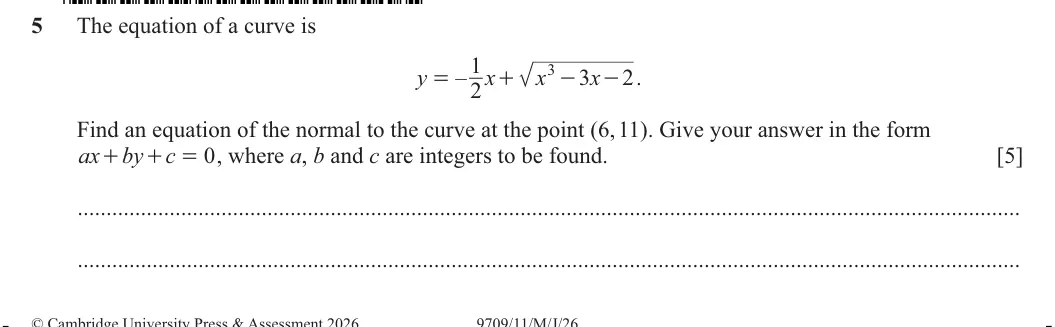 5 The equation of a curve is
y = −1/2 x + √(x³ − 3x − 2).
Find an equation of the normal to the curve at the point (6, 11). Give your answer in the form
ax + by + c = 0, where a, b and c are integers to be found. [5]
© Cambridge University Press & Assessment 2026 9709/11/M/J/26